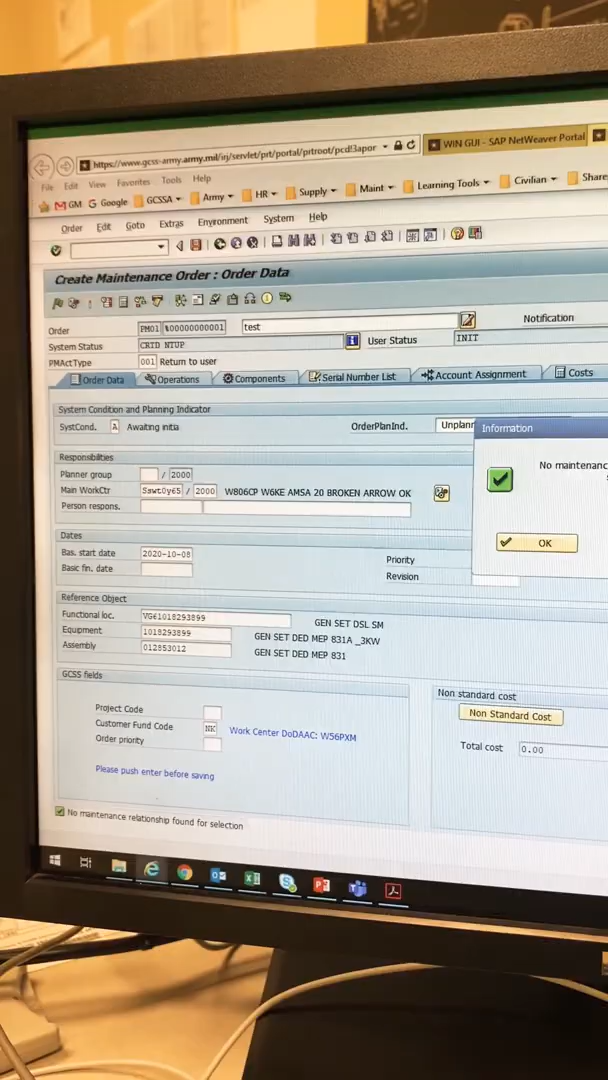 https://www.gcss-army.army.mil/irj/servlet/prt/portal/prtroot/pcd!3apor
WIN GUI - SAP NetWeaver Portal
File Edit View Favorites Tools Help
GM Google GCSSA Army HR Supply Maint Learning Tools Civilian Share
Order Edit Goto Extras Environment System Help
Create Maintenance Order : Order Data
Order PM01 %00000000001 test Notification
System Status CRTD NTUP User Status INIT
PMActType 001 Return to user
Order Data Operations Components Serial Number List Account Assignment Costs
System Condition and Planning Indicator
SystCond. A Awaiting initia OrderPlanInd. Unplann
Information
No maintenanc
OK
Responsibilities
Planner group / 2000
Main WorkCtr / 2000 W806CP W6KE AMSA 20 BROKEN ARROW OK
Person respons.
Dates
Bas. start date 2020-10-08 Priority
Basic fin. date Revision
Reference Object
Functional loc. VG61018293899 GEN SET DSL SM
Equipment 1018293899 GEN SET DED MEP 831A _3KW
Assembly 012853012 GEN SET DED MEP 831
GCSS fields
Project Code
Customer Fund Code NK Work Center DoDAAC: W56PXM
Order priority
Please push enter before saving
Non standard cost
Non Standard Cost
Total cost 0.00
No maintenance relationship found for selection